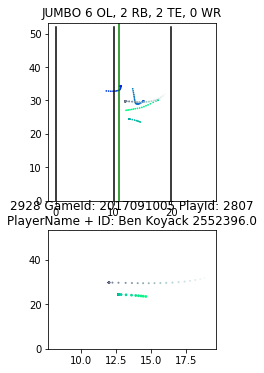 JUMBO 6 OL, 2 RB, 2 TE, 0 WR
50
40
30
20
10
0
0 10 20
2928 GameId: 2017091005 PlayId: 2807
PlayerName + ID: Ben Koyack 2552396.0
40
20
0
10.0 12.5 15.0 17.5